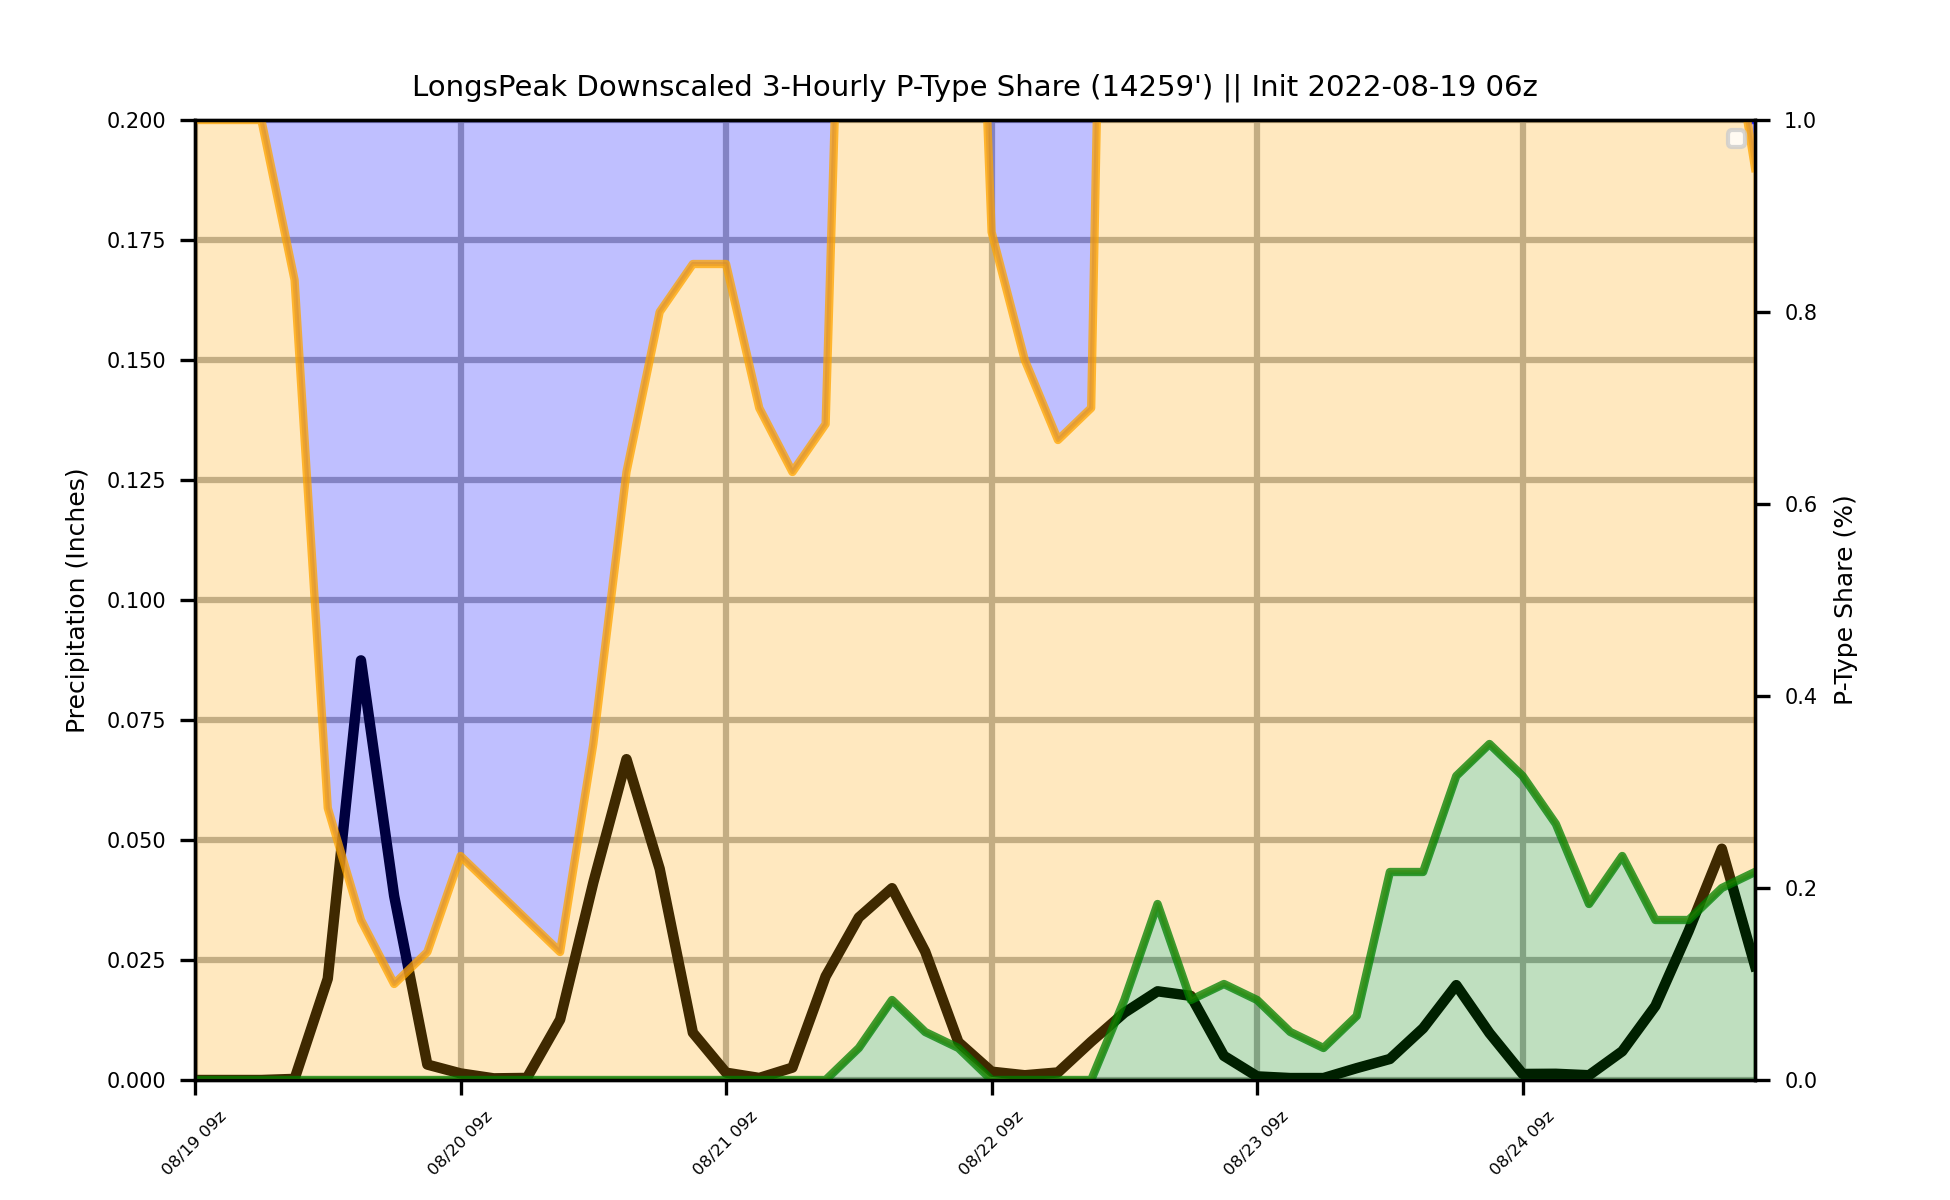 LongsPeak Downscaled 3-Hourly P-Type Share (14259') || Init 2022-08-19 06z
0.200
0.175
0.150
0.125
0.100
0.075
0.050
0.025
0.000
Precipitation (Inches)
1.0
0.8
0.6
0.4
0.2
0.0
P-Type Share (%)
08/19 09z
08/20 09z
08/21 09z
08/22 09z
08/23 09z
08/24 09z